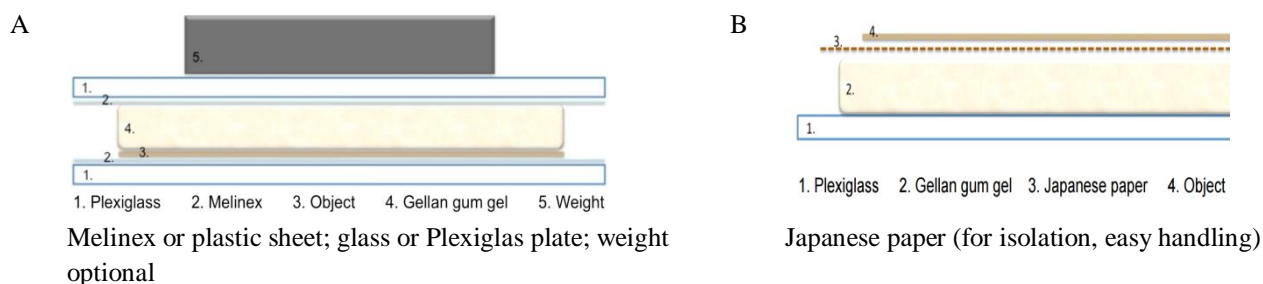 A
5.
1.
2.
4.
2.
3.
1.
1. Plexiglass 2. Melinex 3. Object 4. Gellan gum gel 5. Weight
Melinex or plastic sheet; glass or Plexiglas plate; weight
optional
B
4.
3.
2.
1.
1. Plexiglass 2. Gellan gum gel 3. Japanese paper 4. Object
Japanese paper (for isolation, easy handling)